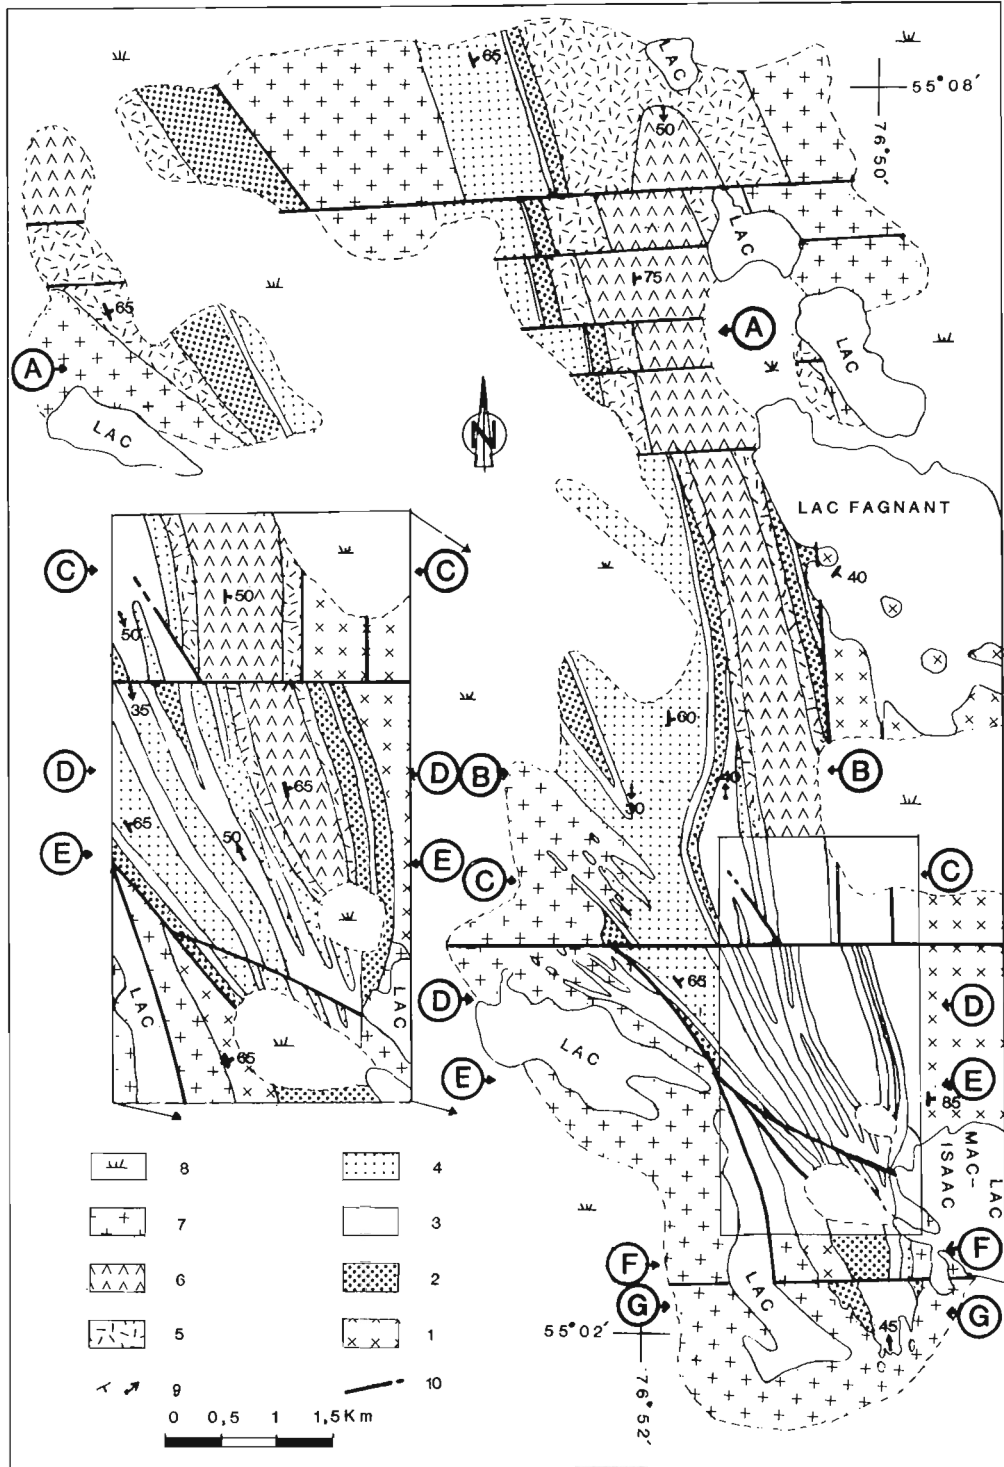 LAC
65
55° 08'
76° 50'
50
LAC
65
75
A
A
LAC
LAC
N
LAC FAGNANT
40
C
C
50
50
35
60
D
D
B
B
65
40
30
65
50
E
E
C
C
65
D
D
LAC
LAC
LAC
65
E
E
85
LAC MAC-ISAAC
8
4
7
3
F
F
6
2
G
G
LAC
5
1
55° 02'
45
9
10
76° 52'
0 0,5 1 1,5 Km